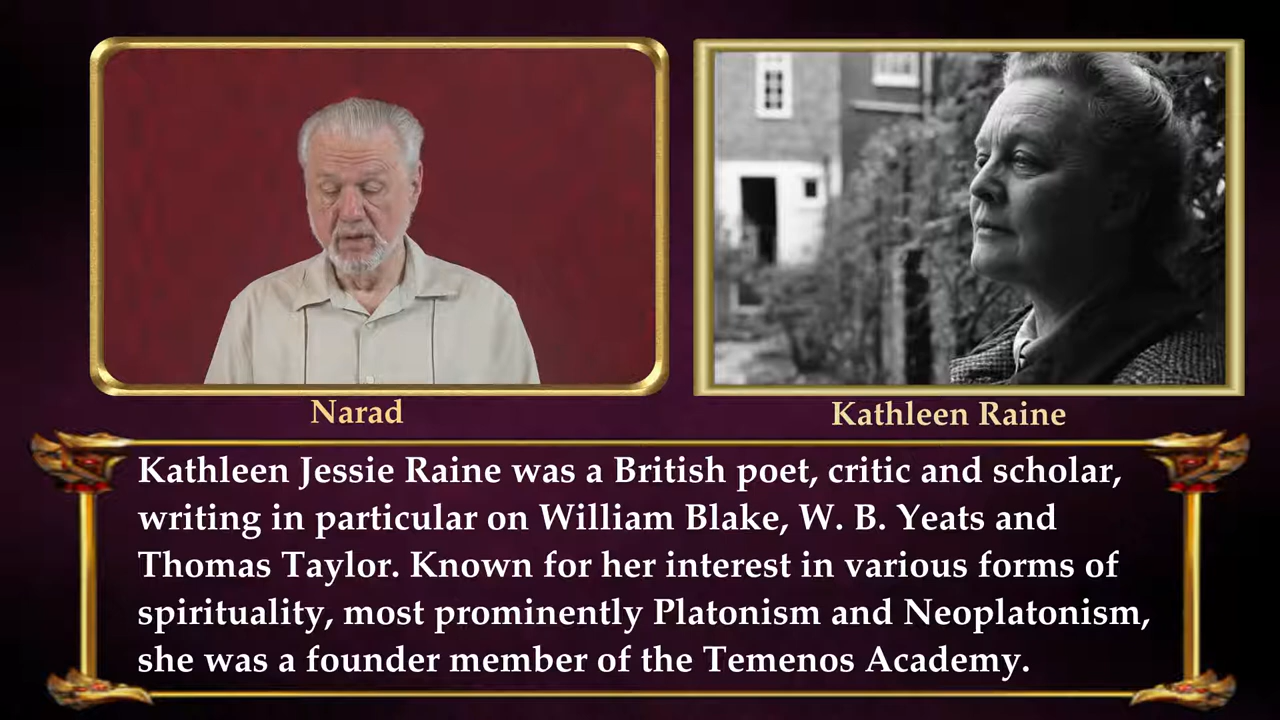 Narad
Kathleen Raine
Kathleen Jessie Raine was a British poet, critic and scholar,
writing in particular on William Blake, W. B. Yeats and
Thomas Taylor. Known for her interest in various forms of
spirituality, most prominently Platonism and Neoplatonism,
she was a founder member of the Temenos Academy.